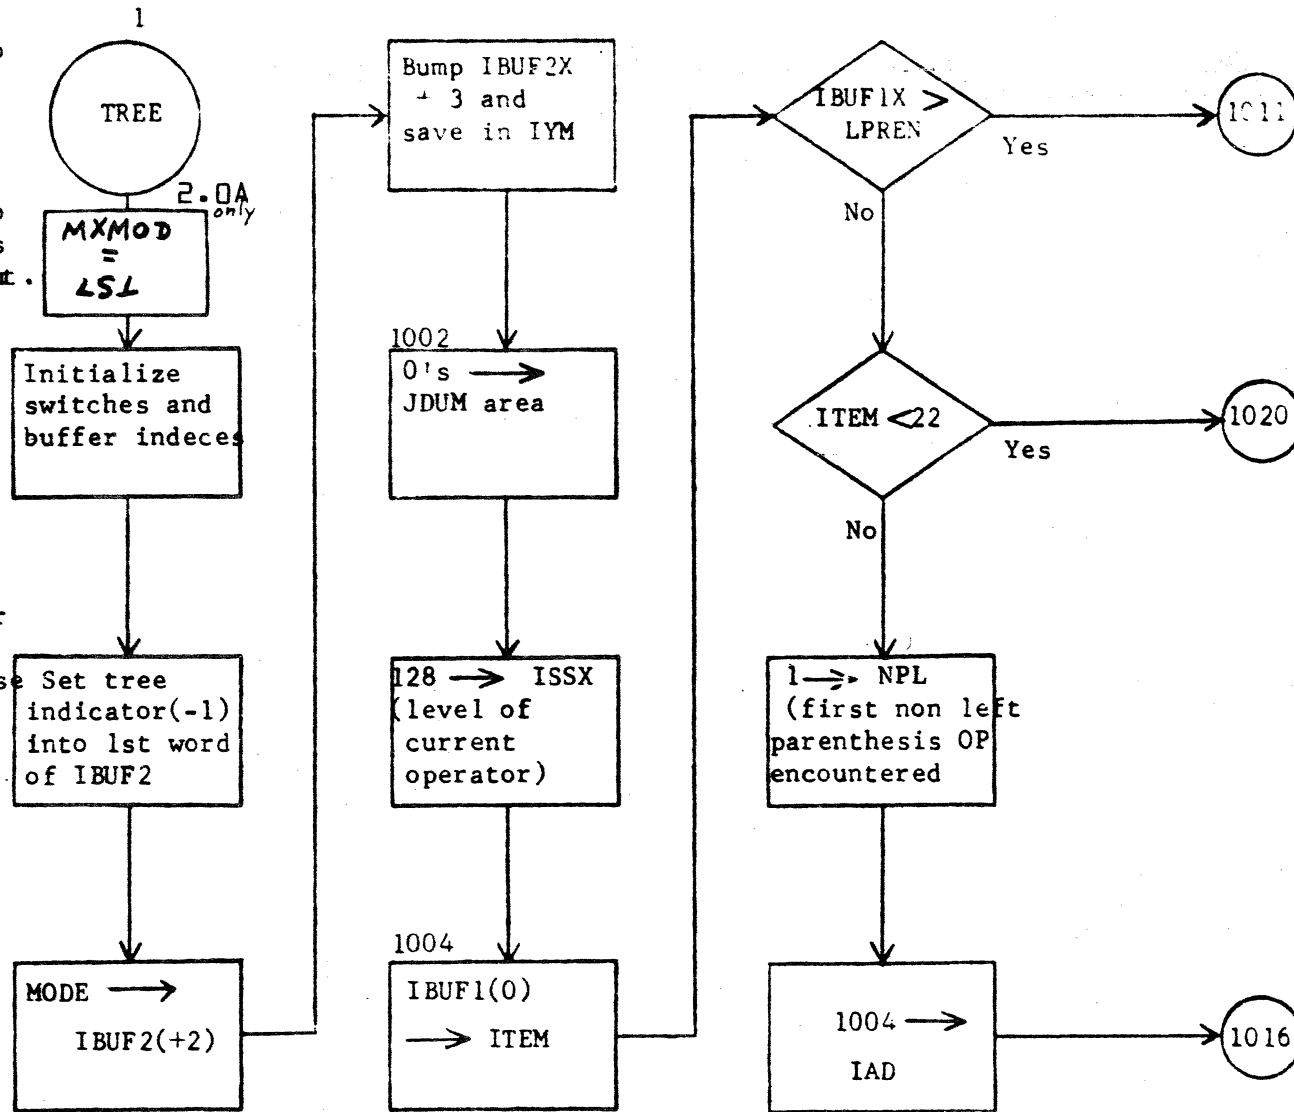 1
TREE
2.0A
only
MXMOD
=
Initialize
switches and
buffer indeces
Set tree
indicator(-1)
into 1st word
of IBUF2
MODE →
IBUF2(+2)
Bump IBUF2X
+ 3 and
save in IYM
1002
0's →
JDUM area
128 → ISSX
(level of
current
operator)
1004
IBUF1(0)
→ ITEM
IBUF1X >
LPREN
Yes
No
1011
ITEM <22
Yes
No
1020
1 → NPL
(first non left
parenthesis OP
encountered
1004 →
IAD
1016